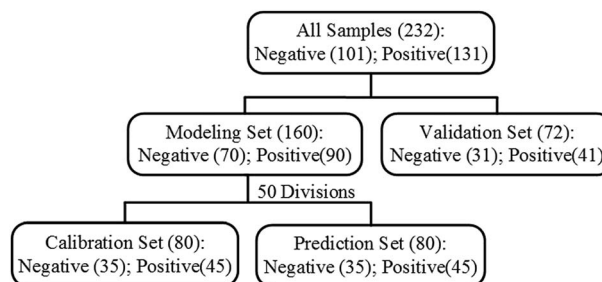 All Samples (232):
Negative (101); Positive(131)
Modeling Set (160):
Negative (70); Positive(90)
Validation Set (72):
Negative (31); Positive(41)
50 Divisions
Calibration Set (80):
Negative (35); Positive(45)
Prediction Set (80):
Negative (35); Positive(45)